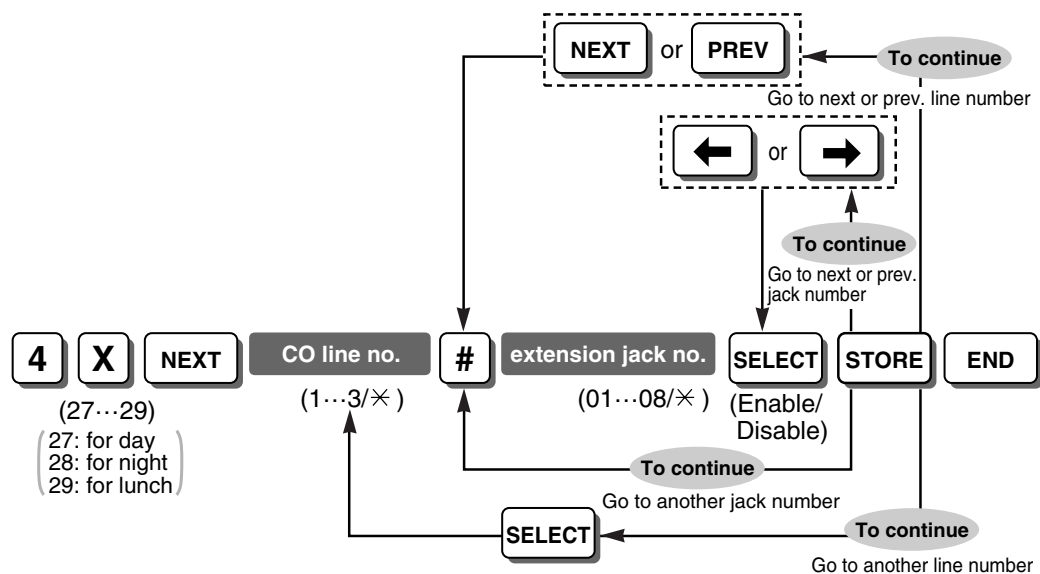 NEXT or PREV
To continue
Go to next or prev. line number
← or →
To continue
Go to next or prev.
jack number
4 X NEXT CO line no. # extension jack no. SELECT STORE END
(27…29)
(1…3/✳)
(01…08/✳)
(Enable/
Disable)
27: for day
28: for night
29: for lunch
To continue
Go to another jack number
SELECT
To continue
Go to another line number